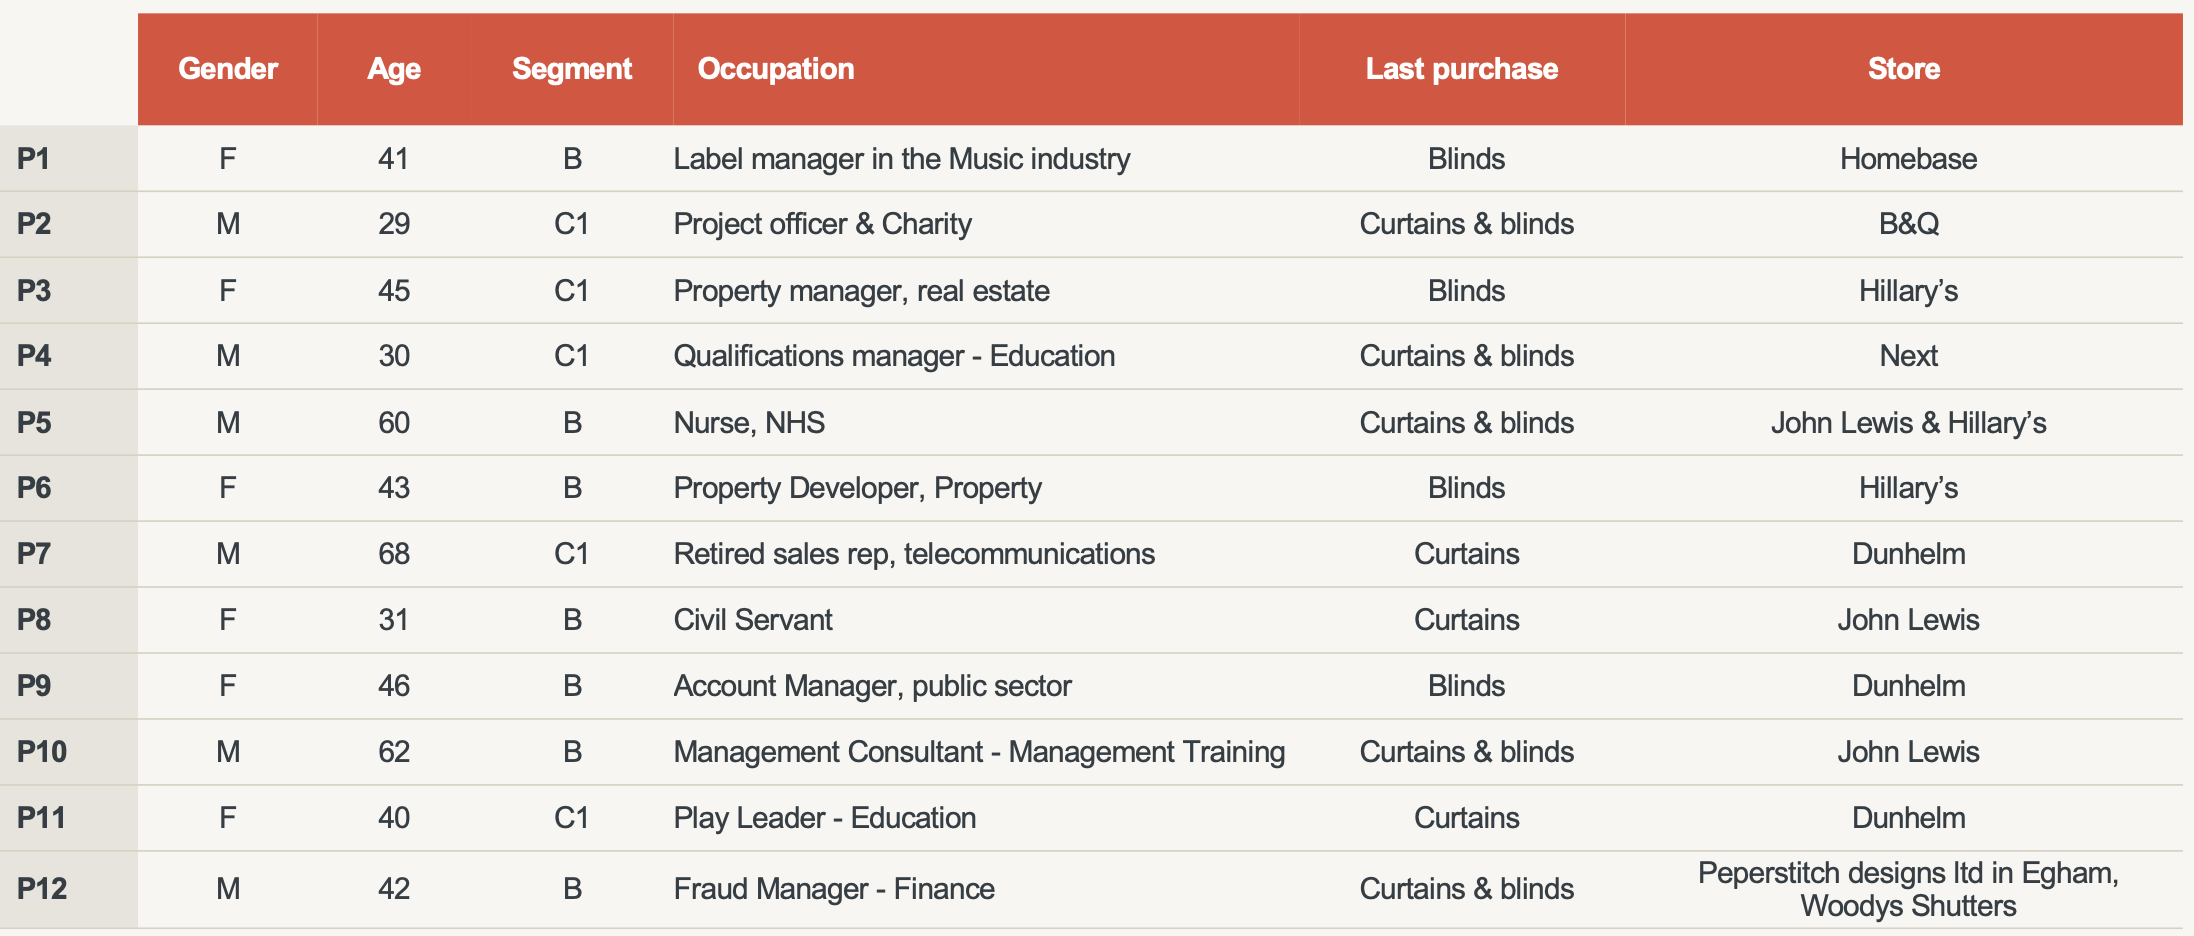 Gender Age Segment Occupation Last purchase Store
P1 F 41 B Label manager in the Music industry Blinds Homebase
P2 M 29 C1 Project officer & Charity Curtains & blinds B&Q
P3 F 45 C1 Property manager, real estate Blinds Hillary’s
P4 M 30 C1 Qualifications manager - Education Curtains & blinds Next
P5 M 60 B Nurse, NHS Curtains & blinds John Lewis & Hillary’s
P6 F 43 B Property Developer, Property Blinds Hillary’s
P7 M 68 C1 Retired sales rep, telecommunications Curtains Dunhelm
P8 F 31 B Civil Servant Curtains John Lewis
P9 F 46 B Account Manager, public sector Blinds Dunhelm
P10 M 62 B Management Consultant - Management Training Curtains & blinds John Lewis
P11 F 40 C1 Play Leader - Education Curtains Dunhelm
P12 M 42 B Fraud Manager - Finance Curtains & blinds Peperstitch designs ltd in Egham,
Woodys Shutters